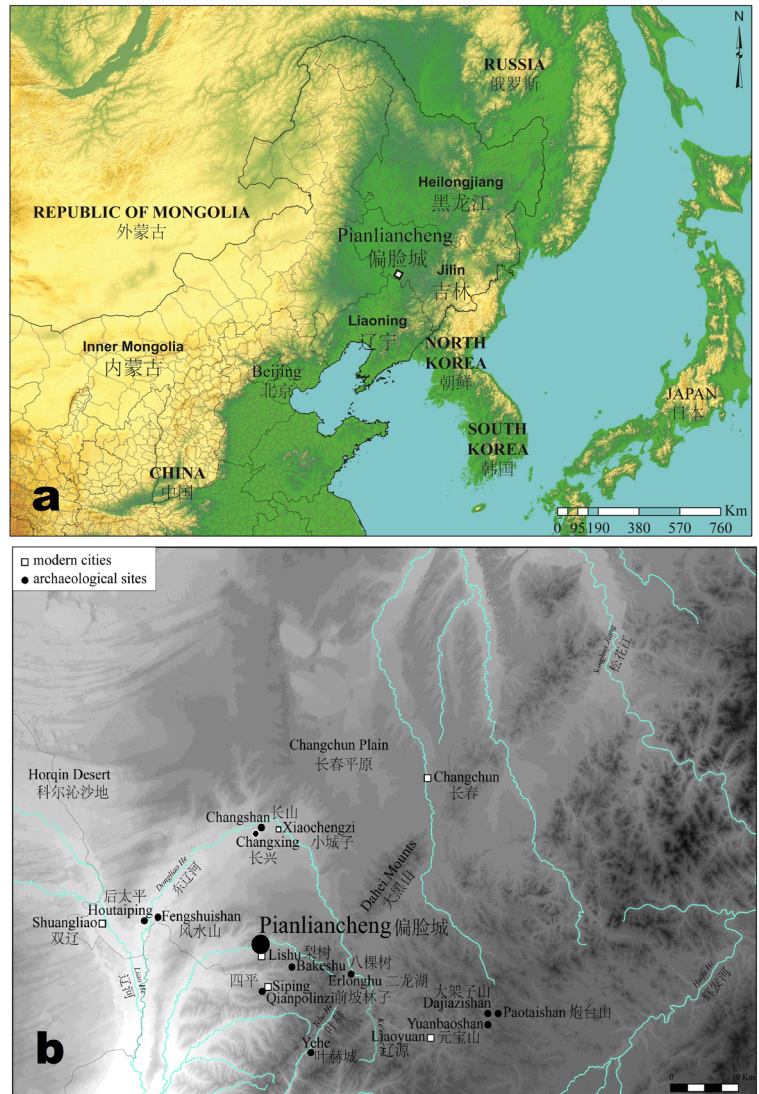 N
RUSSIA
俄罗斯
Heilongjiang
黑龙江
REPUBLIC OF MONGOLIA
外蒙古
Pianliancheng
偏脸城
Jilin
吉林
Liaoning
辽宁
Inner Mongolia
内蒙古
NORTH
KOREA
朝鲜
Beijing
北京
JAPAN
日本
SOUTH
KOREA
韩国
CHINA
中国
a
Km
0 95 190 380 570 760
modern cities
archaeological sites
Songhua Jiang
松花江
Changchun Plain
长春平原
Horqin Desert
科尔沁沙地
Changchun
长春
Changshan 长山
Xiaochengzi
小城子
Changxing
长兴
Dongliao He
东辽河
Dahei Mounts
大黑山
后太平
Houtaiping
Fengshuishan
风水山
Shuangliao
双辽
Pianliancheng 偏脸城
Lishu 梨树
Bakeshu 八棵树
Liao He
辽河
四平 Siping
Erlonghu 二龙湖
Qianpolinzi 前坡林子
大架子山
Dajiazishan
Paotaishan 炮台山
Yuanbaoshan
元宝山
Huifa He
辉发河
Yehe He
叶赫
Liaoyuan
辽源
Yehe
叶赫城
b
0 30 Km